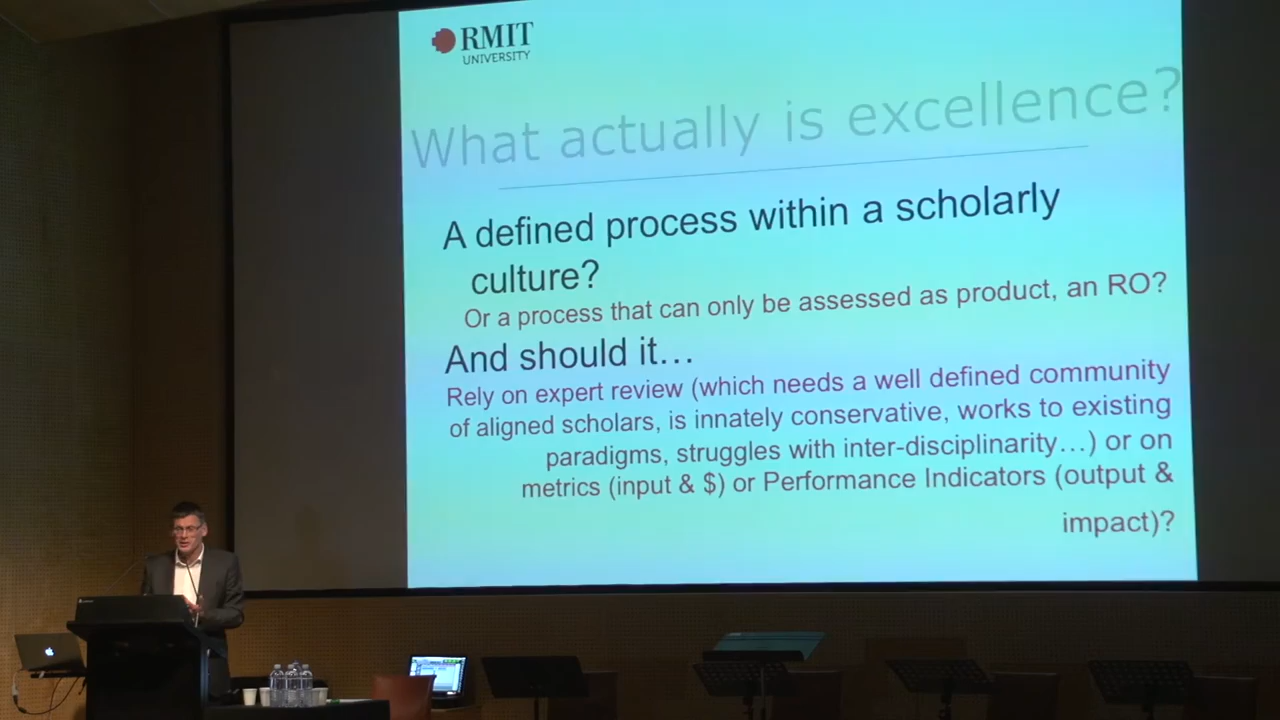 RMIT
UNIVERSITY
What actually is excellence?
A defined process within a scholarly
culture?
Or a process that can only be assessed as product, an RO?
And should it…
Rely on expert review (which needs a well defined community
of aligned scholars, is innately conservative, works to existing
paradigms, struggles with inter-disciplinarity…) or on
metrics (input & $) or Performance Indicators (output &
impact)?